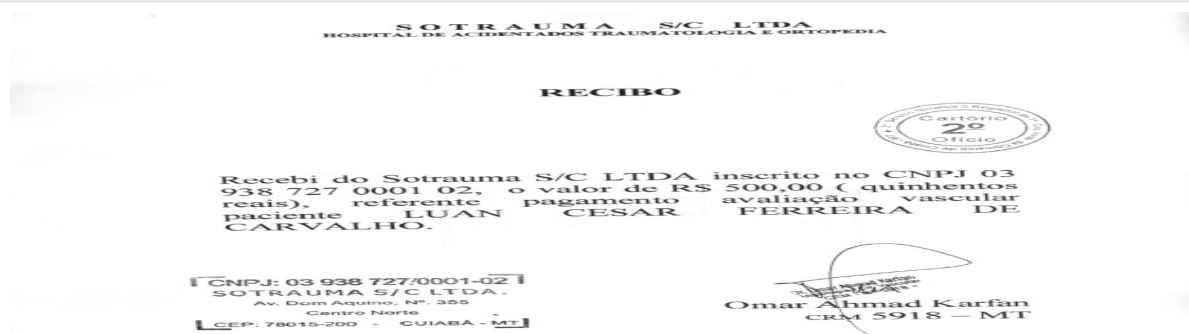 SOTRAUMA S/C LTDA
HOSPITAL DE ACIDENTADOS TRAUMATOLOGIA E ORTOPEDIA
RECIBO
Cartório
2º
Ofício
Recebi do Sotrauma S/C LTDA inscrito no CNPJ 03
938 727 0001 02, o valor de R$ 500,00 ( quinhentos
reais), referente pagamento avaliação vascular
paciente LUAN CESAR FERREIRA DE
CARVALHO.
CNPJ: 03 938 727/0001-02
SOTRAUMA S/C LTDA.
Av. Dom Aquino, Nº. 355
Centro Norte
CEP: 78015-200 - CUIABÁ - MT
Omar Ahmad Karfan
CRM 5918 – MT